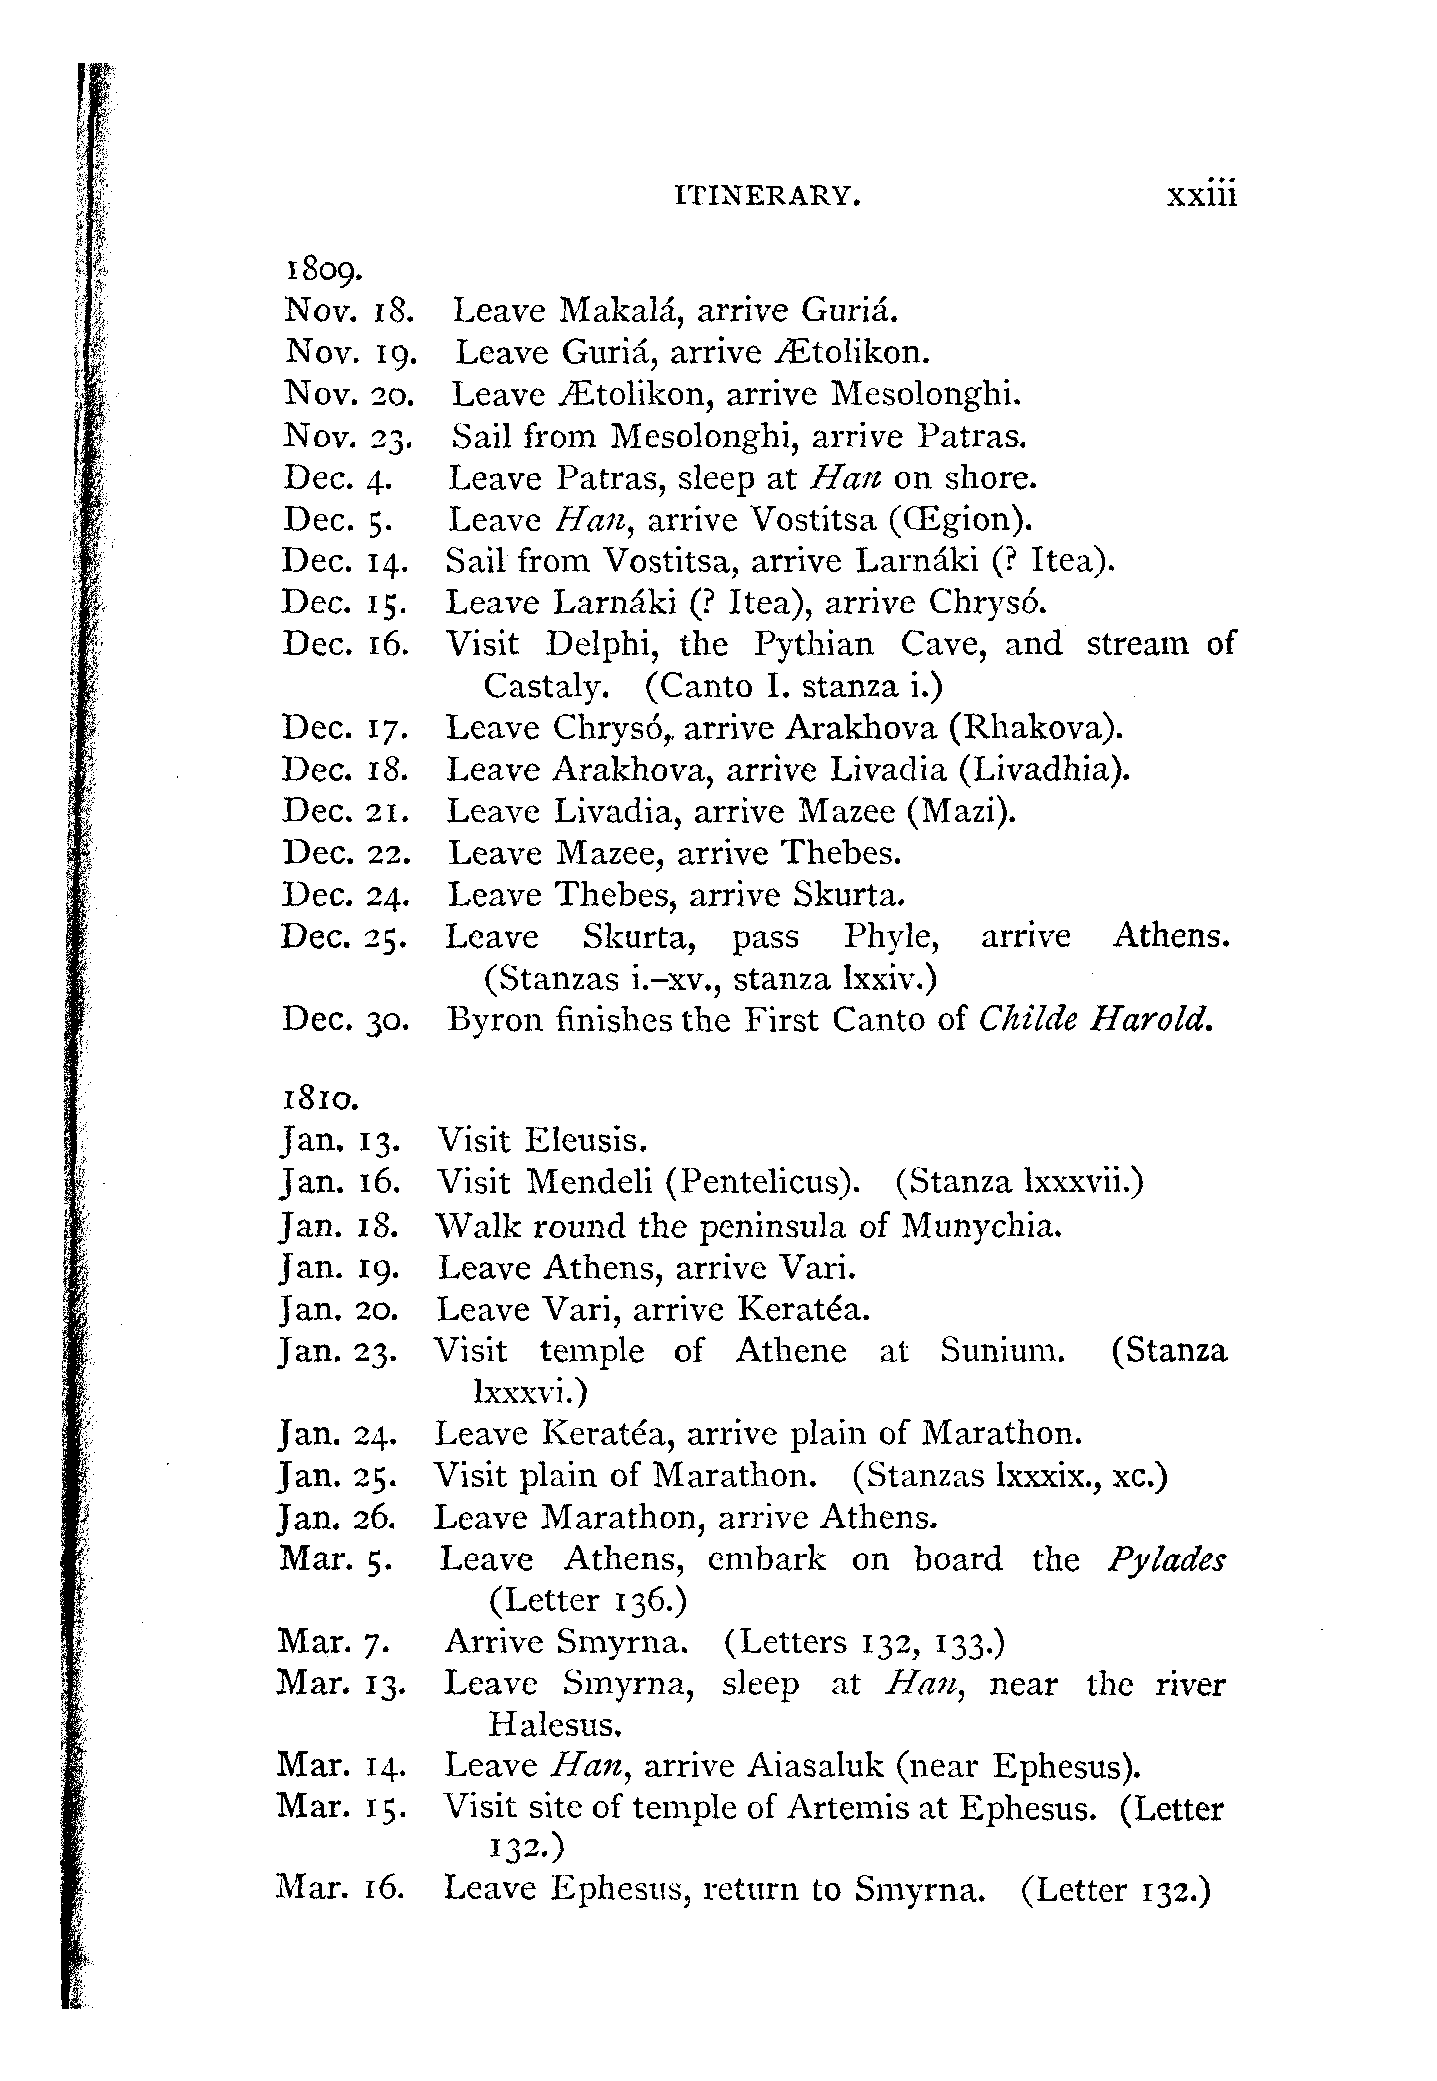 ITINERARY. xxiii
1809.
Nov. 18. Leave Makalá, arrive Guriá.
Nov. 19. Leave Guriá, arrive Ætolikon.
Nov. 20. Leave Ætolikon, arrive Mesolonghi.
Nov. 23. Sail from Mesolonghi, arrive Patras.
Dec. 4. Leave Patras, sleep at Han on shore.
Dec. 5. Leave Han, arrive Vostitsa (Œgion).
Dec. 14. Sail from Vostitsa, arrive Larnáki (? Itea).
Dec. 15. Leave Larnáki (? Itea), arrive Chrysó.
Dec. 16. Visit Delphi, the Pythian Cave, and stream of
Castaly. (Canto I. stanza i.)
Dec. 17. Leave Chrysó, arrive Arakhova (Rhakova).
Dec. 18. Leave Arakhova, arrive Livadia (Livadhia).
Dec. 21. Leave Livadia, arrive Mazee (Mazi).
Dec. 22. Leave Mazee, arrive Thebes.
Dec. 24. Leave Thebes, arrive Skurta.
Dec. 25. Leave Skurta, pass Phyle, arrive Athens.
(Stanzas i.–xv., stanza lxxiv.)
Dec. 30. Byron finishes the First Canto of Childe Harold.
1810.
Jan. 13. Visit Eleusis.
Jan. 16. Visit Mendeli (Pentelicus). (Stanza lxxxvii.)
Jan. 18. Walk round the peninsula of Munychia.
Jan. 19. Leave Athens, arrive Vari.
Jan. 20. Leave Vari, arrive Keratéa.
Jan. 23. Visit temple of Athene at Sunium. (Stanza
lxxxvi.)
Jan. 24. Leave Keratéa, arrive plain of Marathon.
Jan. 25. Visit plain of Marathon. (Stanzas lxxxix., xc.)
Jan. 26. Leave Marathon, arrive Athens.
Mar. 5. Leave Athens, embark on board the Pylades
(Letter 136.)
Mar. 7. Arrive Smyrna. (Letters 132, 133.)
Mar. 13. Leave Smyrna, sleep at Han, near the river
Halesus.
Mar. 14. Leave Han, arrive Aiasaluk (near Ephesus).
Mar. 15. Visit site of temple of Artemis at Ephesus. (Letter
132.)
Mar. 16. Leave Ephesus, return to Smyrna. (Letter 132.)